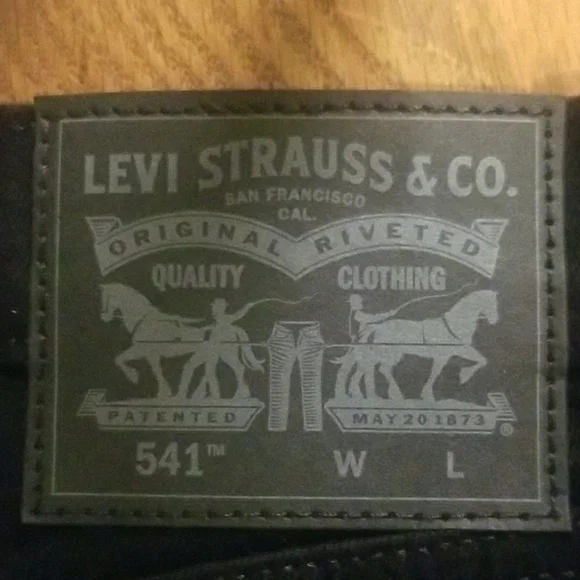 LEVI STRAUSS & CO.
SAN FRANCISCO
CAL.
ORIGINAL RIVETED
QUALITY CLOTHING
PATENTED MAY 20 1873 ®
541™ W L